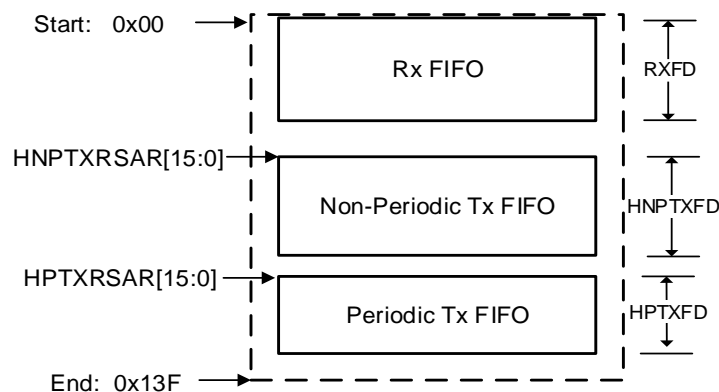 Start: 0x00
Rx FIFO
RXFD
HNPTXRSAR[15:0]
Non-Periodic Tx FIFO
HNPTXFD
HPTXRSAR[15:0]
Periodic Tx FIFO
HPTXFD
End: 0x13F